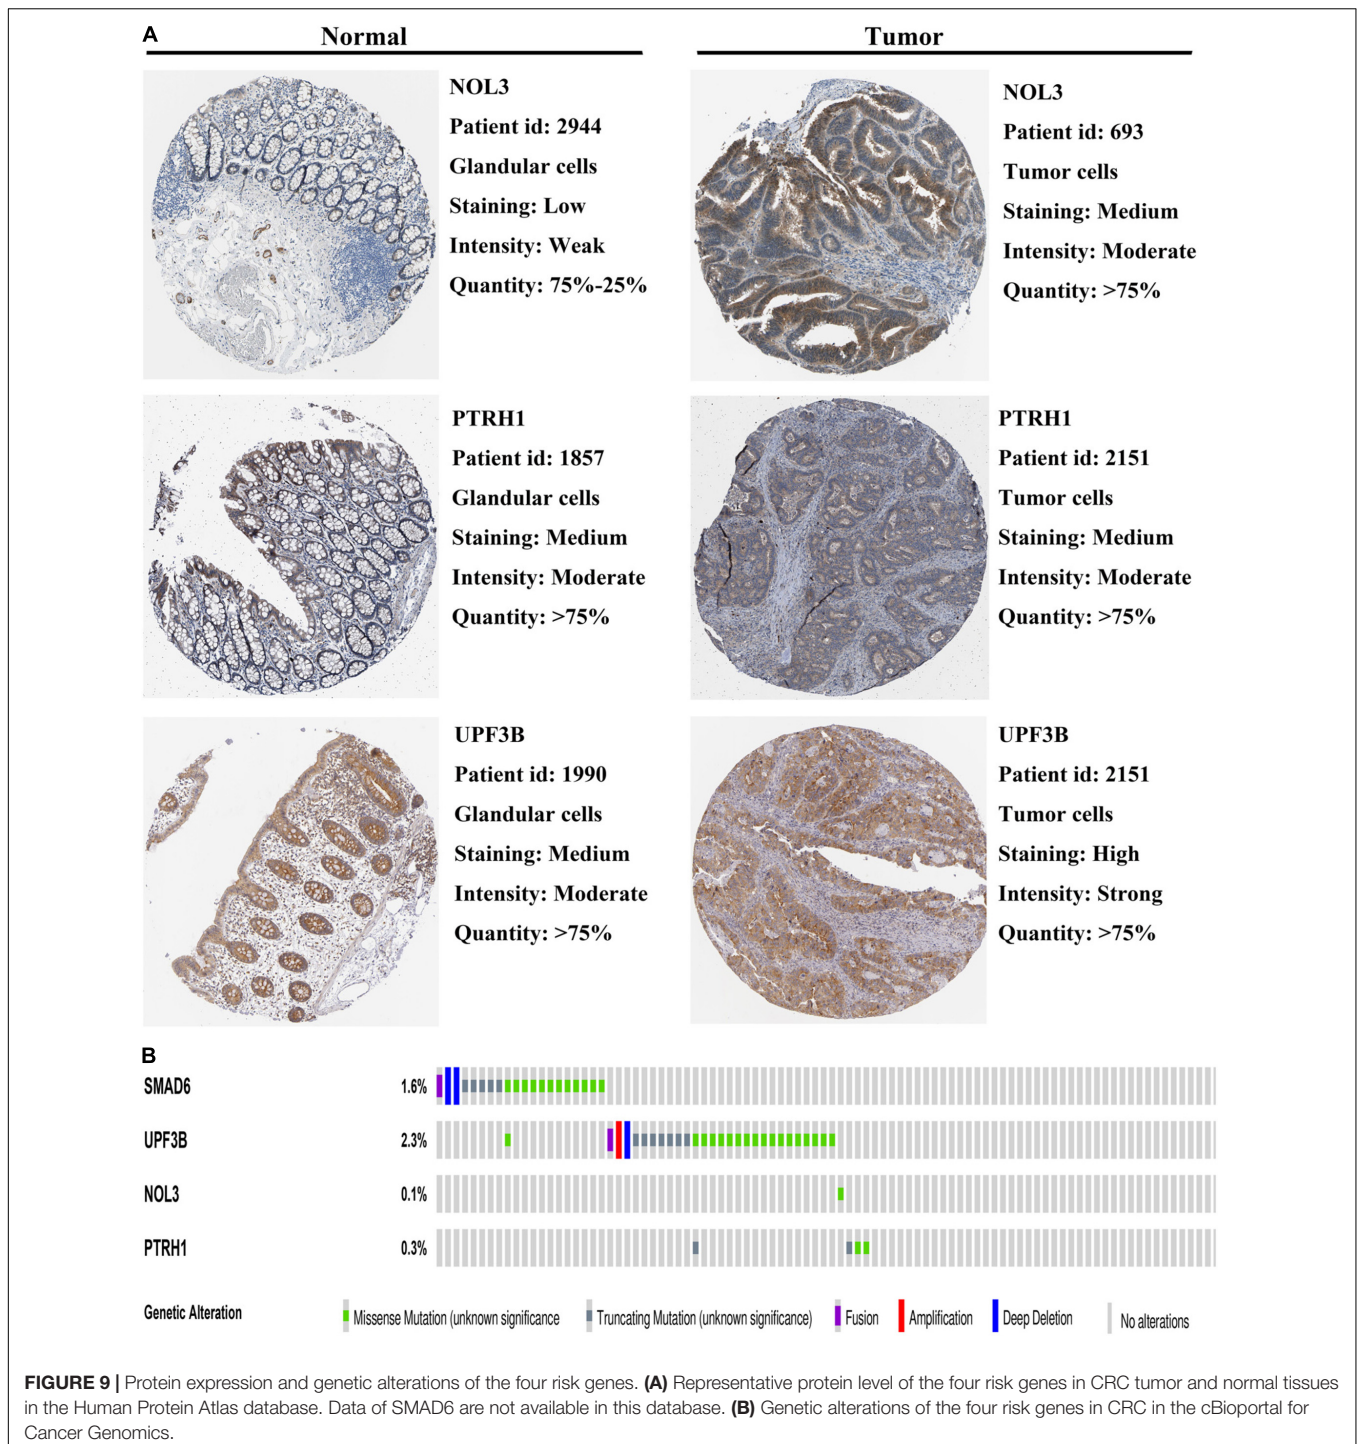 A
Normal
Tumor
NOL3
Patient id: 2944
Glandular cells
Staining: Low
Intensity: Weak
Quantity: 75%-25%
NOL3
Patient id: 693
Tumor cells
Staining: Medium
Intensity: Moderate
Quantity: >75%
PTRH1
Patient id: 1857
Glandular cells
Staining: Medium
Intensity: Moderate
Quantity: >75%
PTRH1
Patient id: 2151
Tumor cells
Staining: Medium
Intensity: Moderate
Quantity: >75%
UPF3B
Patient id: 1990
Glandular cells
Staining: Medium
Intensity: Moderate
Quantity: >75%
UPF3B
Patient id: 2151
Tumor cells
Staining: High
Intensity: Strong
Quantity: >75%
B
SMAD6 1.6%
UPF3B 2.3%
NOL3 0.1%
PTRH1 0.3%
Genetic Alteration Missense Mutation (unknown significance Truncating Mutation (unknown significance) Fusion Amplification Deep Deletion No alterations
FIGURE 9 | Protein expression and genetic alterations of the four risk genes. (A) Representative protein level of the four risk genes in CRC tumor and normal tissues
in the Human Protein Atlas database. Data of SMAD6 are not available in this database. (B) Genetic alterations of the four risk genes in CRC in the cBioportal for
Cancer Genomics.